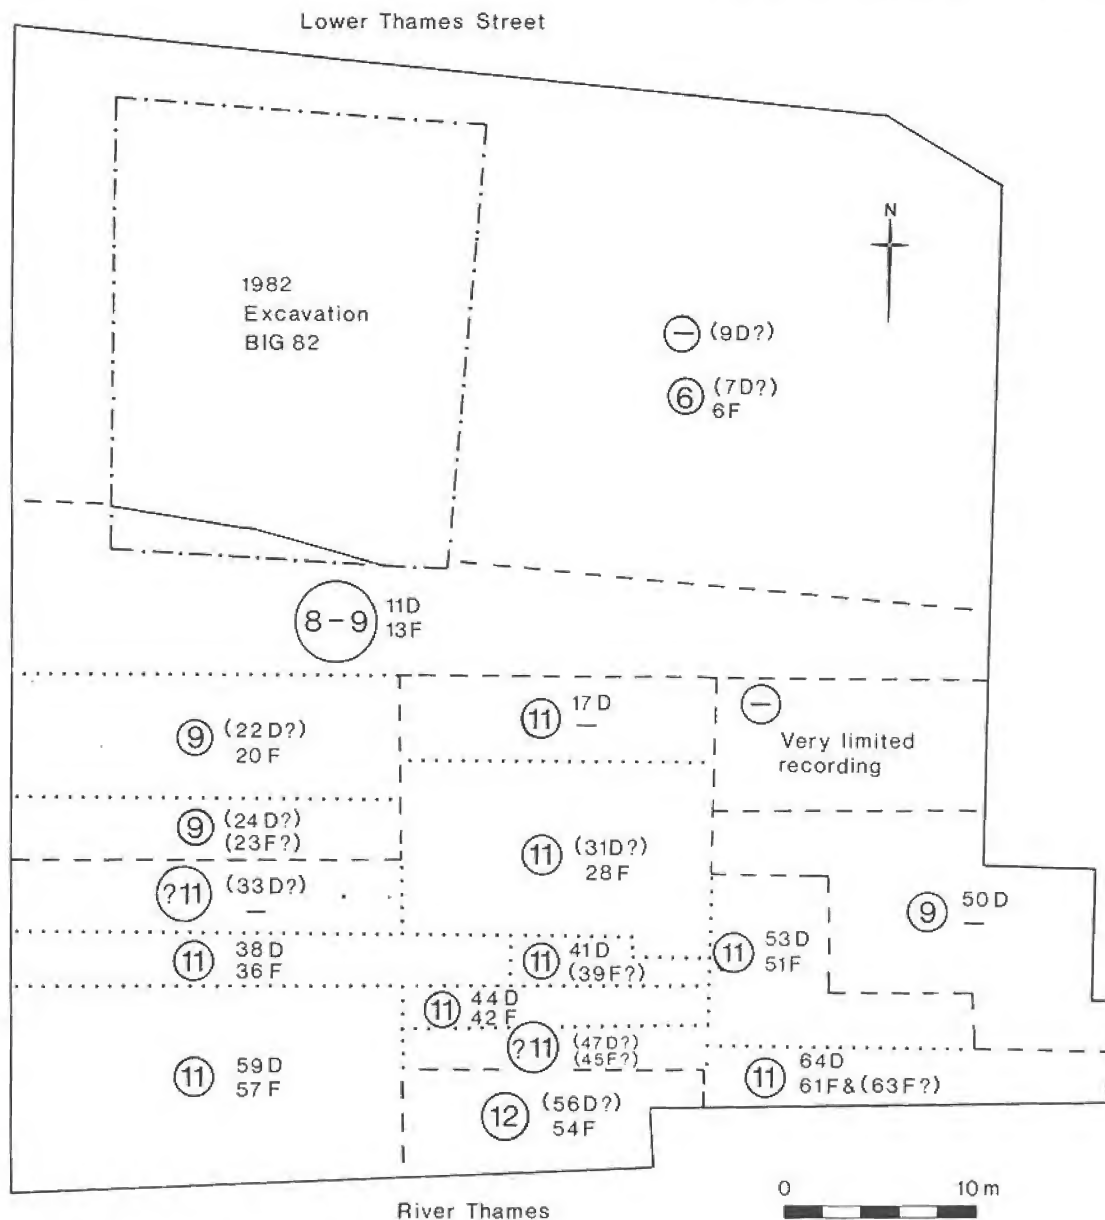 Lower Thames Street
N
1982
Excavation
BIG 82
— (9D?)
6 (7D?)
6F
8-9 11D
13F
9 (22D?)
20F
11 17D
—
—
Very limited
recording
9 (24D?)
(23F?)
11 (31D?)
28F
?11 (33D?)
—
9 50D
—
11 38D
36F
11 41D
(39F?)
11 53D
51F
11 44D
42F
?11 (47D?)
(45F?)
11 59D
57F
11 64D
61F&(63F?)
12 (56D?)
54F
River Thames
0 10m